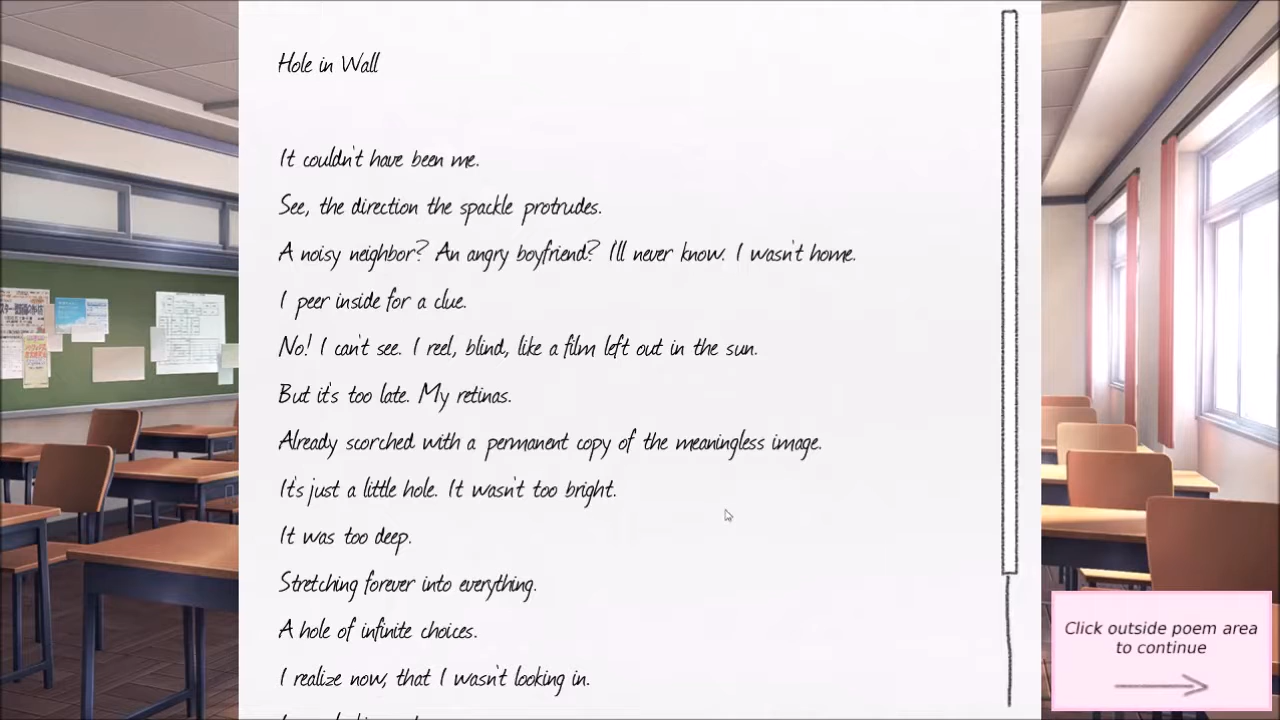 Hole in Wall
It couldn't have been me.
See, the direction the spackle protrudes.
A noisy neighbor? An angry boyfriend? I'll never know. I wasn't home.
I peer inside for a clue.
No! I can't see. I reel, blind, like a film left out in the sun.
But it's too late. My retinas.
Already scorched with a permanent copy of the meaningless image.
It's just a little hole. It wasn't too bright.
It was too deep.
Stretching forever into everything.
A hole of infinite choices.
I realize now, that I wasn't looking in.
Click outside poem area
to continue